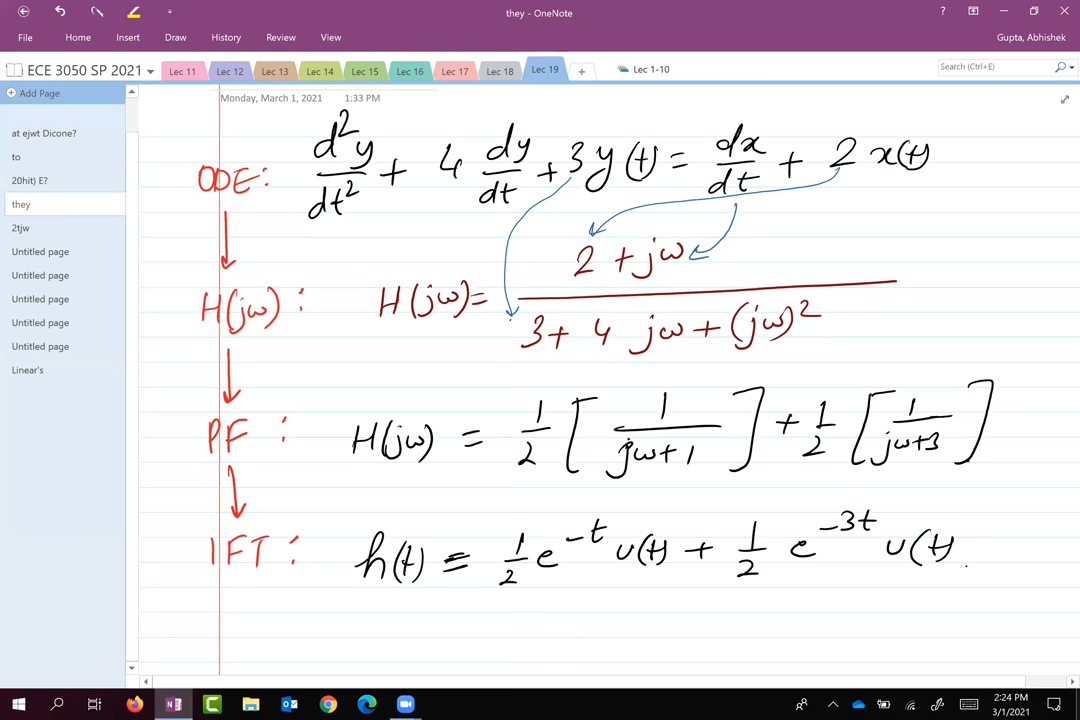 they - OneNote
? Gupta, Abhishek
File Home Insert Draw History Review View
ECE 3050 SP 2021 Lec 11 Lec 12 Lec 13 Lec 14 Lec 15 Lec 16 Lec 17 Lec 18 Lec 19 + Lec 1-10 Search (Ctrl+E)
Add Page
at ejwt Dicone?
to
20hit) E?
they
2tjw
Untitled page
Untitled page
Untitled page
Untitled page
Untitled page
Linear's
Monday, March 1, 2021 1:33 PM
ODE: d²y/dt² + 4 dy/dt + 3y(t) = dx/dt + 2 x(t)
H(jω) : H(jω) = (2 + jω) / (3 + 4 jω + (jω)²)
PF : H(jω) = 1/2 [1/(jω+1)] + 1/2 [1/(jω+3)]
IFT : h(t) = 1/2 e^(-t) u(t) + 1/2 e^(-3t) u(t).
2:24 PM
3/1/2021